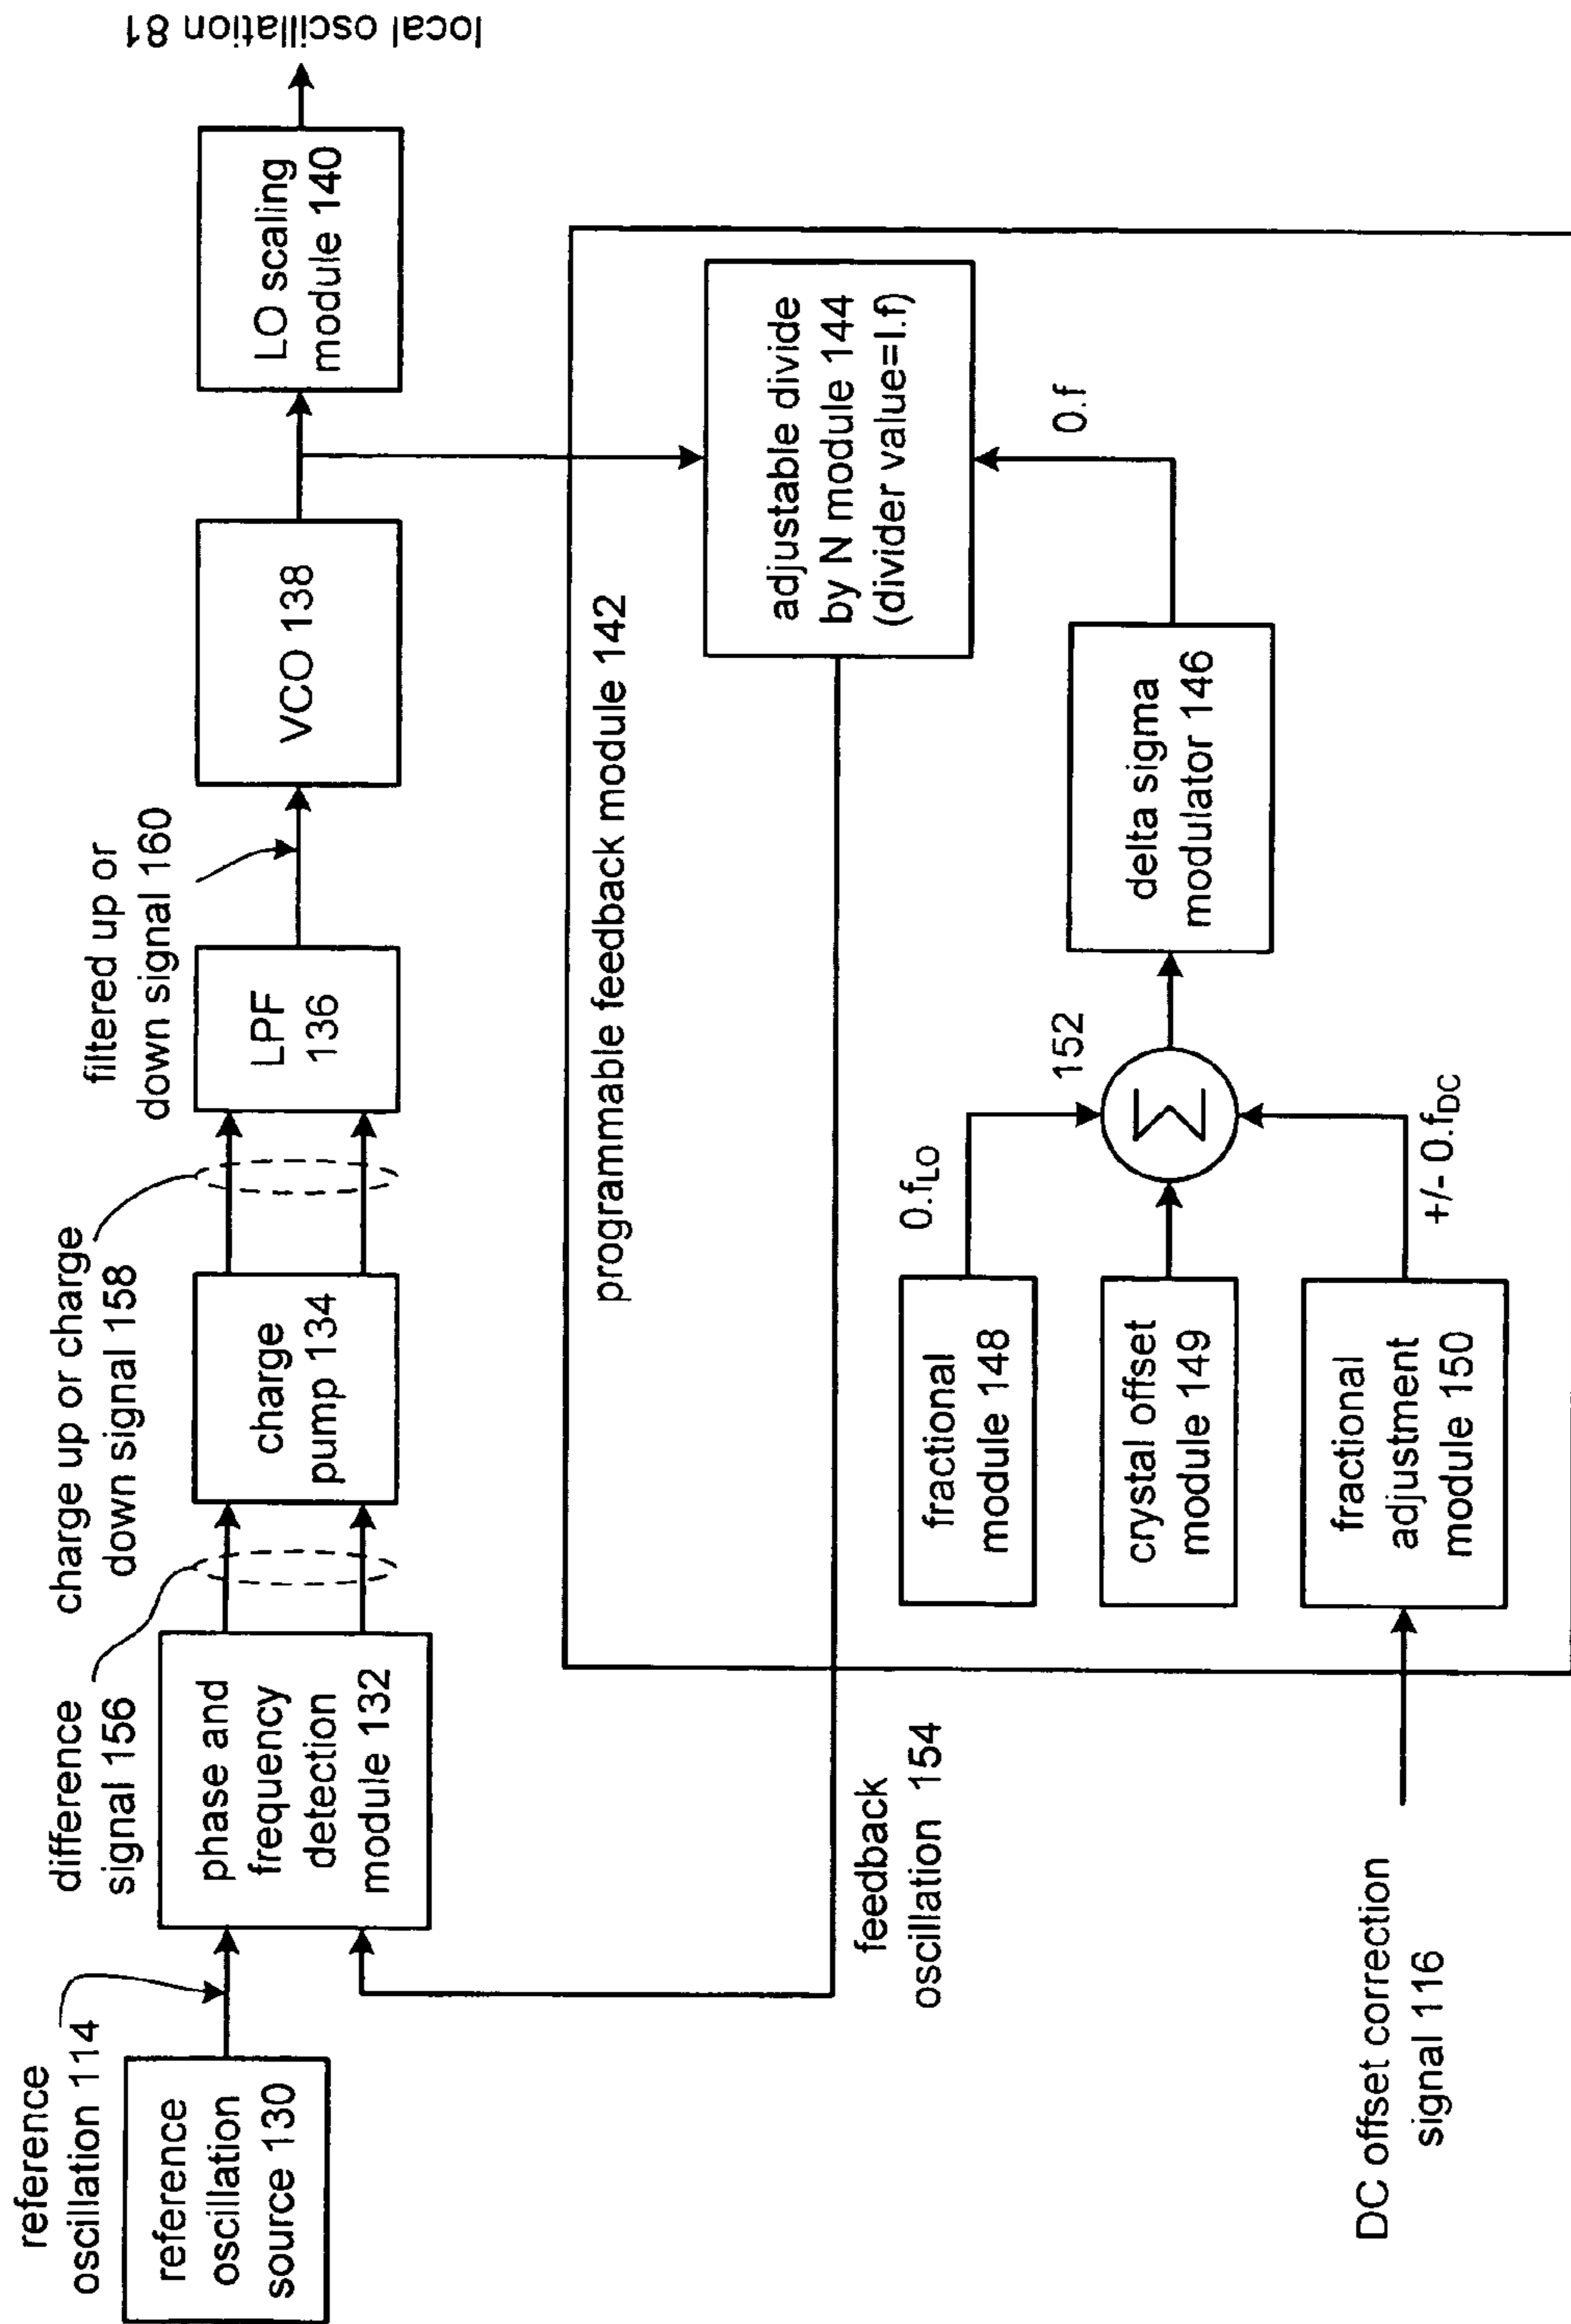 reference
oscillation 114
reference
oscillation
source 130
difference
signal 156
phase and
frequency
detection
module 132
charge up or charge
down signal 158
charge
pump 134
LPF
136
filtered up or
down signal 160
VCO 138
LO scaling
module 140
local oscillation 81
feedback
oscillation 154
programmable feedback module 142
adjustable divide
by N module 144
(divider value=I.f)
0.f
delta sigma
modulator 146
152
Σ
0.fLO
+/- 0.fDC
fractional
module 148
crystal offset
module 149
fractional
adjustment
module 150
DC offset correction
signal 116